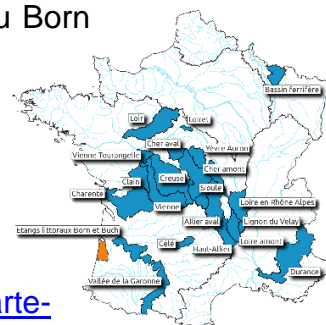 u Born
Bassin ferrifère
Loir
Loiret
Cher aval
Yèvre Auron
Vienne Tourangelle
Cher amont
Creuse
Clain
Sioule
Charente
Vienne
Loire en Rhône Alpes
Allier aval
Lignon du Velay
Etangs littoraux Born et Buch
Célé
Loire amont
Haut-Allier
Durance
Vallée de la Garonne
arte-